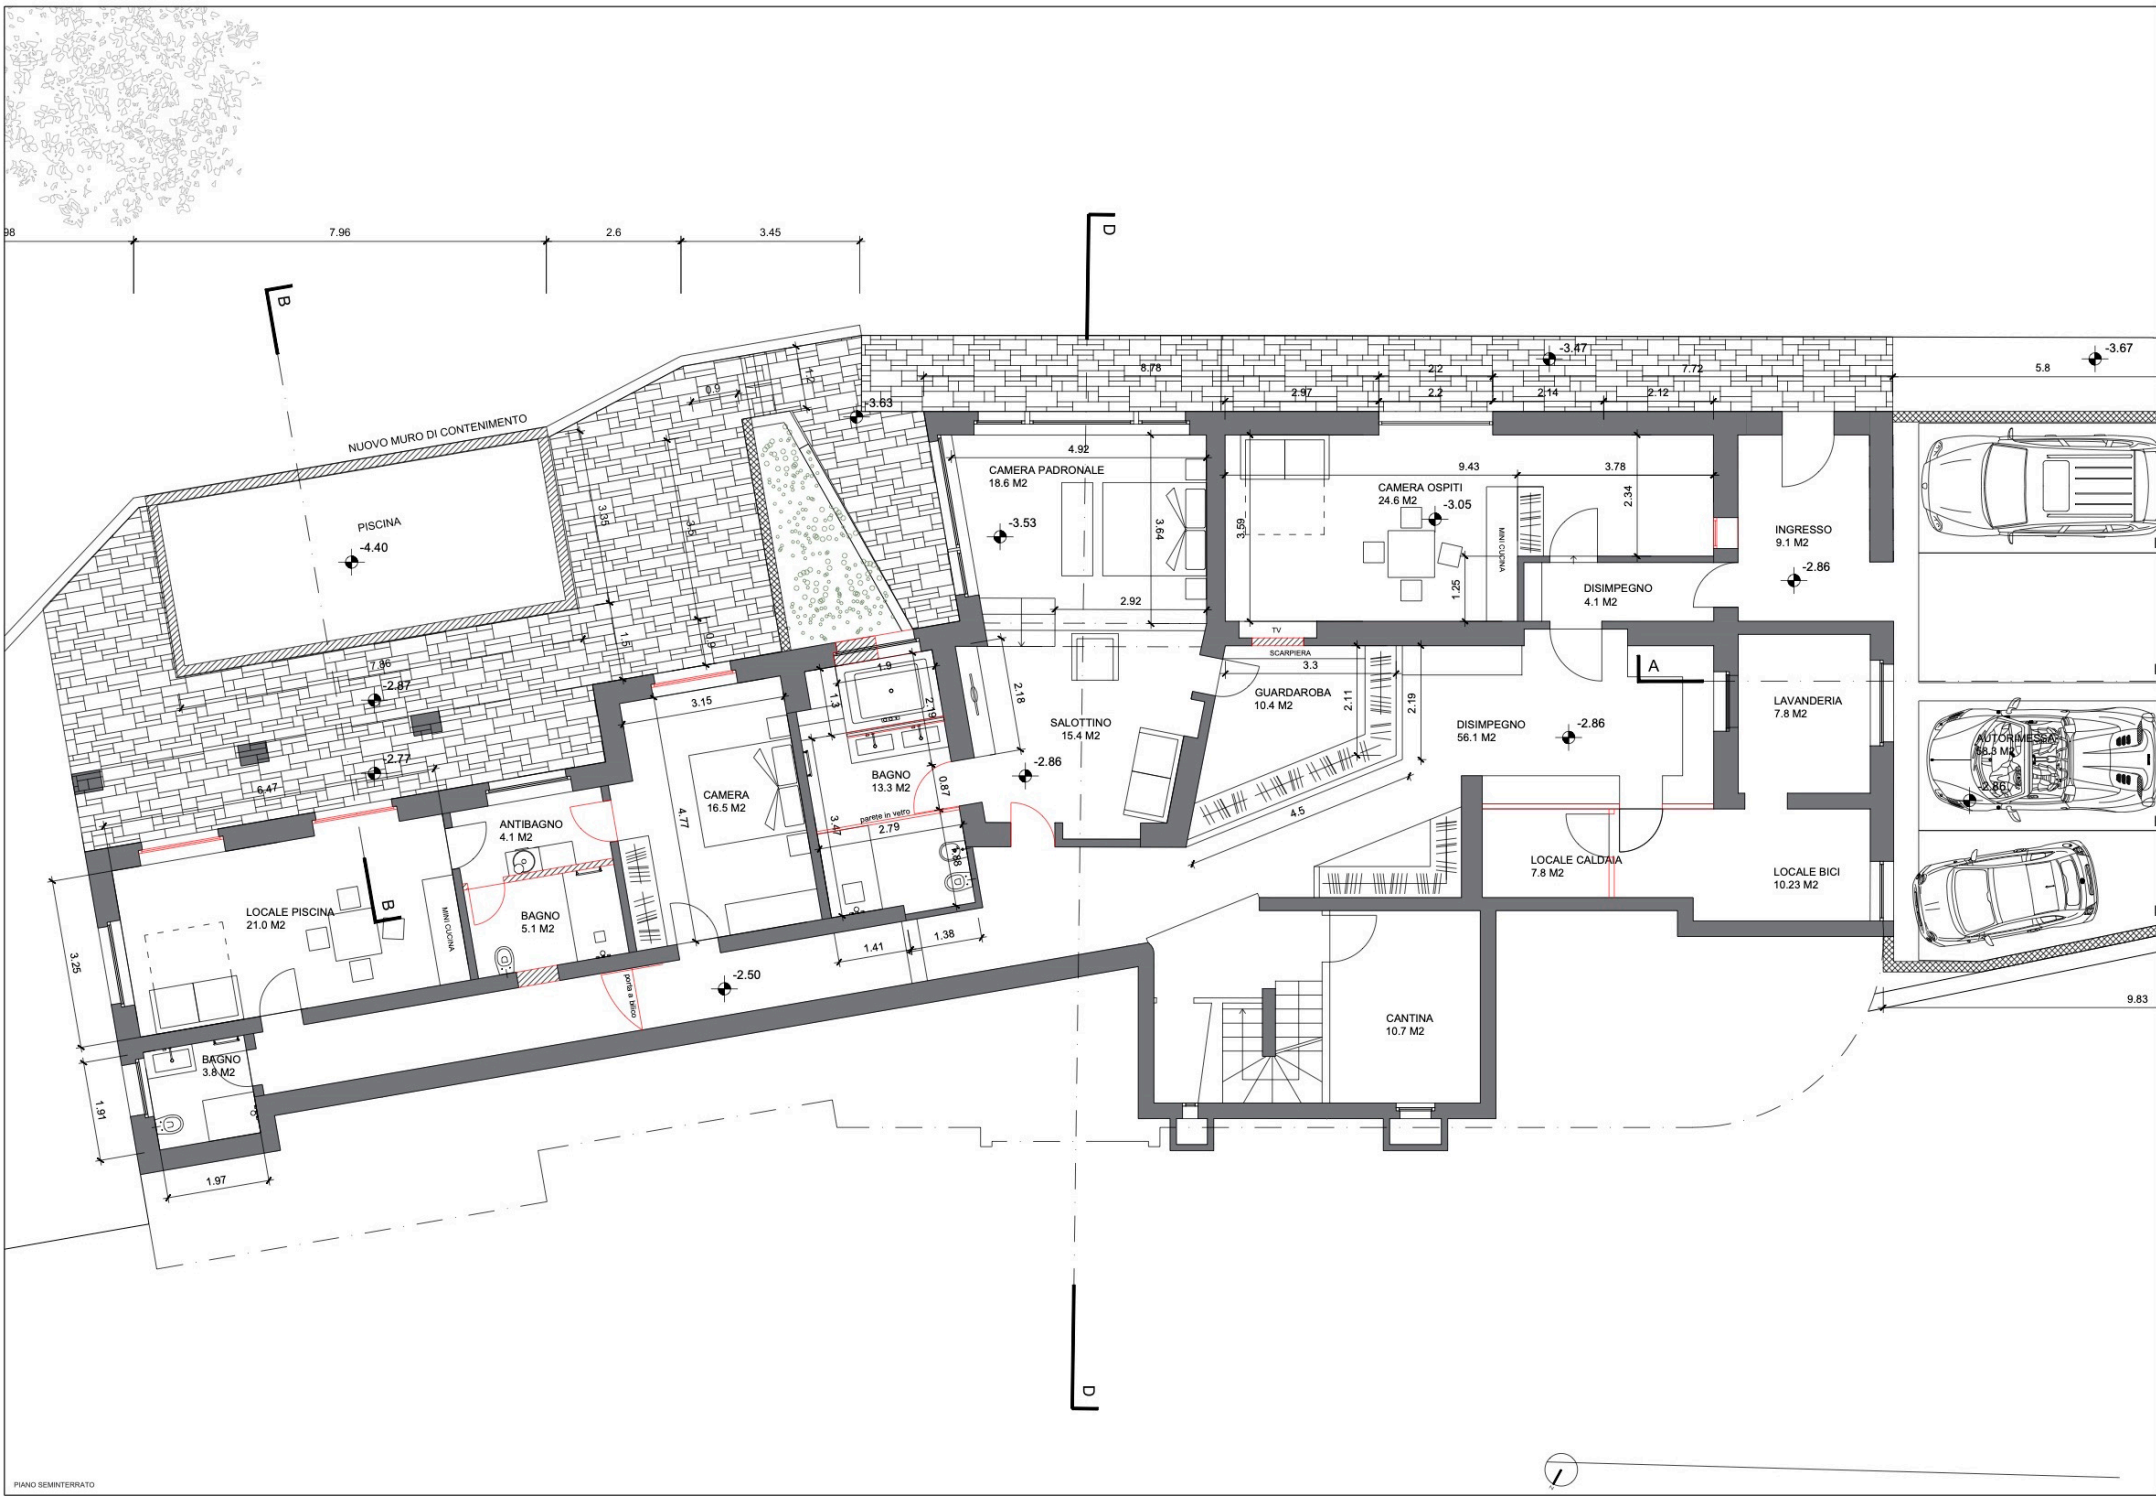 98
7.96
2.6
3.45
D
B
-3.47
-3.67
8.78
2.2
7.72
5.8
1.2
0.9
2.97
2.2
2.14
2.12
-3.63
NUOVO MURO DI CONTENIMENTO
4.92
CAMERA PADRONALE
18.6 M2
9.43
3.78
CAMERA OSPITI
24.6 M2
-3.05
2.34
3.35
3.5
PISCINA
-4.40
-3.53
3.64
3.59
MINI CUCINA
INGRESSO
9.1 M2
-2.86
1.25
DISIMPEGNO
4.1 M2
2.92
TV
SCARPIERA
3.3
1.5
0.9
7.86
-2.87
1.9
3.15
1.3
2.19
2.18
GUARDAROBA
10.4 M2
2.11
2.19
A
LAVANDERIA
7.8 M2
SALOTTINO
15.4 M2
DISIMPEGNO
56.1 M2
-2.86
AUTORIMESSA
58.3 M2
-2.86
-2.77
6.47
-2.86
BAGNO
13.3 M2
0.87
CAMERA
16.5 M2
4.77
parete in vetro
3.47
2.79
4.5
ANTIBAGNO
4.1 M2
LOCALE CALDAIA
7.8 M2
LOCALE BICI
10.23 M2
LOCALE PISCINA
21.0 M2
B
MINI CUCINA
BAGNO
5.1 M2
3.25
1.41
1.38
-2.50
porta a bilico
9.83
CANTINA
10.7 M2
BAGNO
3.8 M2
1.91
1.97
D
PIANO SEMINTERRATO